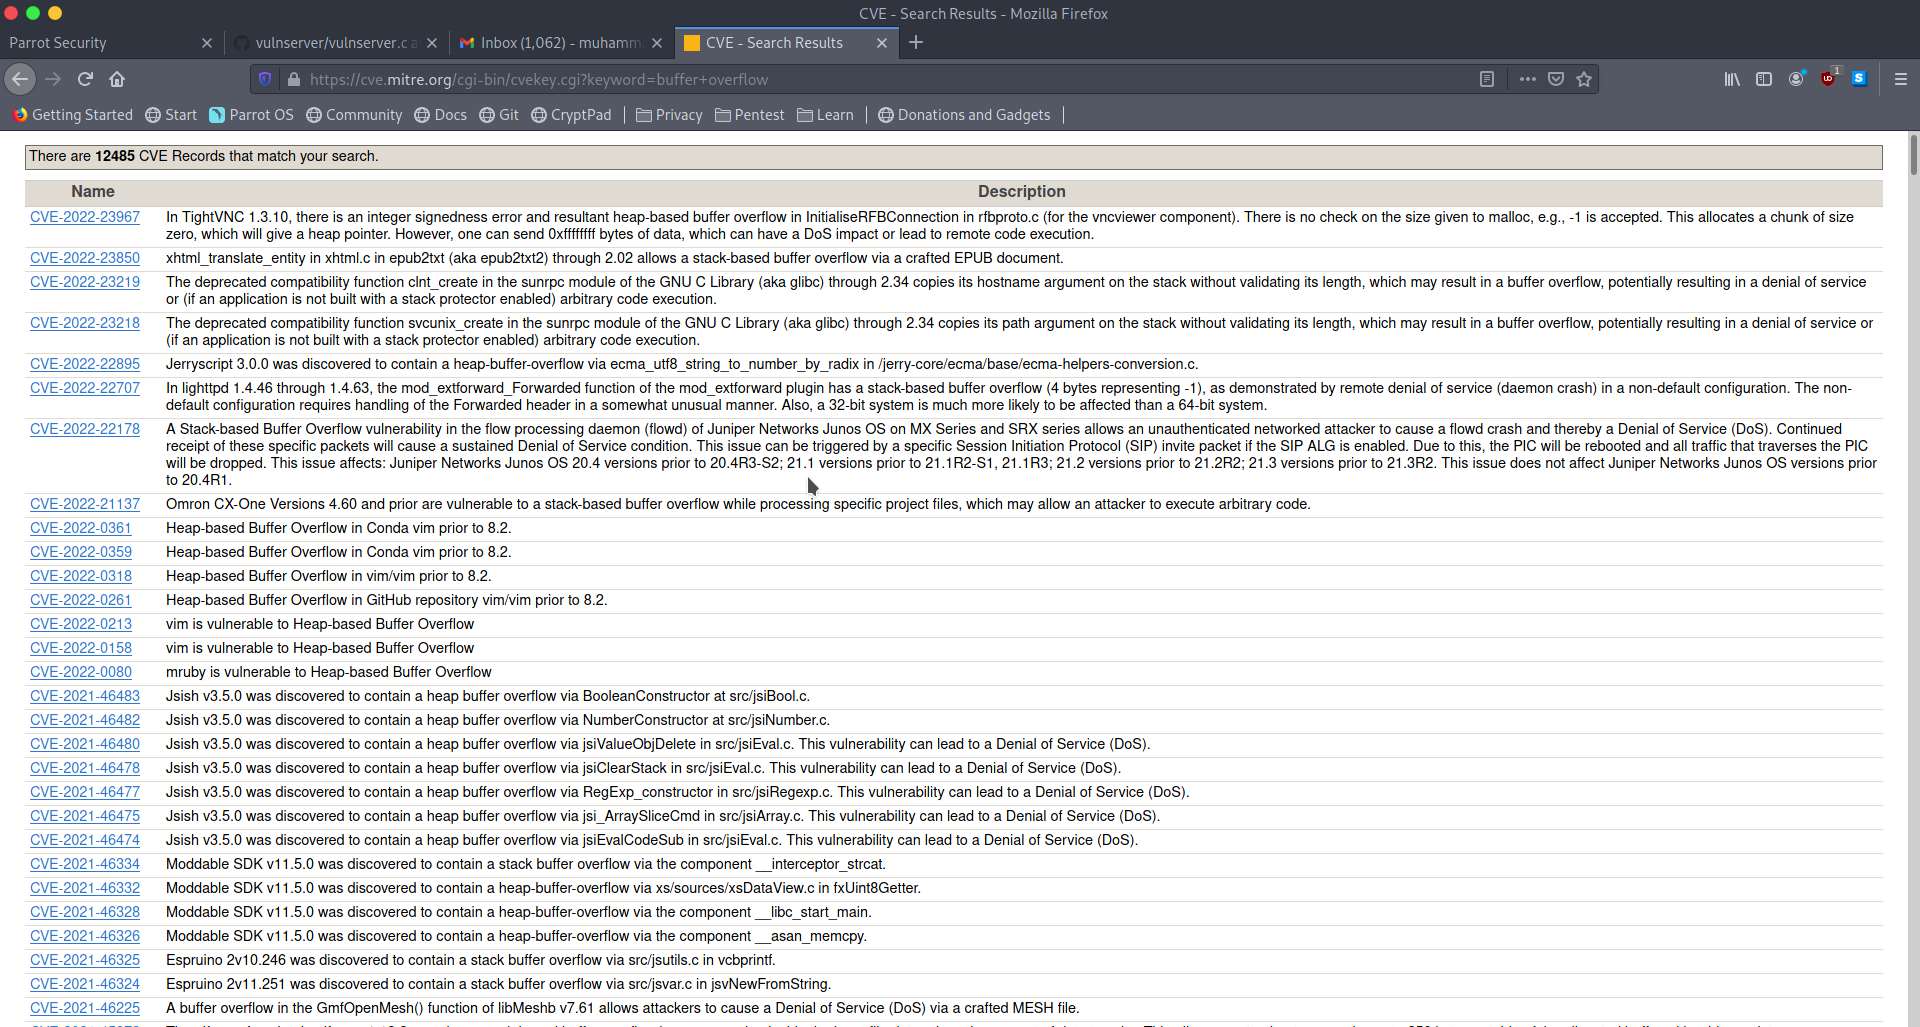 CVE - Search Results - Mozilla Firefox
Parrot Security
vulnserver/vulnserver.c a
Inbox (1,062) - muhamm
CVE - Search Results
https://cve.mitre.org/cgi-bin/cvekey.cgi?keyword=buffer+overflow
1
Getting Started Start Parrot OS Community Docs Git CryptPad Privacy Pentest Learn Donations and Gadgets
There are 12485 CVE Records that match your search.
Name Description
CVE-2022-23967 In TightVNC 1.3.10, there is an integer signedness error and resultant heap-based buffer overflow in InitialiseRFBConnection in rfbproto.c (for the vncviewer component). There is no check on the size given to malloc, e.g., -1 is accepted. This allocates a chunk of size
zero, which will give a heap pointer. However, one can send 0xffffffff bytes of data, which can have a DoS impact or lead to remote code execution.
CVE-2022-23850 xhtml_translate_entity in xhtml.c in epub2txt (aka epub2txt2) through 2.02 allows a stack-based buffer overflow via a crafted EPUB document.
CVE-2022-23219 The deprecated compatibility function clnt_create in the sunrpc module of the GNU C Library (aka glibc) through 2.34 copies its hostname argument on the stack without validating its length, which may result in a buffer overflow, potentially resulting in a denial of service
or (if an application is not built with a stack protector enabled) arbitrary code execution.
CVE-2022-23218 The deprecated compatibility function svcunix_create in the sunrpc module of the GNU C Library (aka glibc) through 2.34 copies its path argument on the stack without validating its length, which may result in a buffer overflow, potentially resulting in a denial of service or
(if an application is not built with a stack protector enabled) arbitrary code execution.
CVE-2022-22895 Jerryscript 3.0.0 was discovered to contain a heap-buffer-overflow via ecma_utf8_string_to_number_by_radix in /jerry-core/ecma/base/ecma-helpers-conversion.c.
CVE-2022-22707 In lighttpd 1.4.46 through 1.4.63, the mod_extforward_Forwarded function of the mod_extforward plugin has a stack-based buffer overflow (4 bytes representing -1), as demonstrated by remote denial of service (daemon crash) in a non-default configuration. The non-
default configuration requires handling of the Forwarded header in a somewhat unusual manner. Also, a 32-bit system is much more likely to be affected than a 64-bit system.
CVE-2022-22178 A Stack-based Buffer Overflow vulnerability in the flow processing daemon (flowd) of Juniper Networks Junos OS on MX Series and SRX series allows an unauthenticated networked attacker to cause a flowd crash and thereby a Denial of Service (DoS). Continued
receipt of these specific packets will cause a sustained Denial of Service condition. This issue can be triggered by a specific Session Initiation Protocol (SIP) invite packet if the SIP ALG is enabled. Due to this, the PIC will be rebooted and all traffic that traverses the PIC
will be dropped. This issue affects: Juniper Networks Junos OS 20.4 versions prior to 20.4R3-S2; 21.1 versions prior to 21.1R2-S1, 21.1R3; 21.2 versions prior to 21.2R2; 21.3 versions prior to 21.3R2. This issue does not affect Juniper Networks Junos OS versions prior
to 20.4R1.
CVE-2022-21137 Omron CX-One Versions 4.60 and prior are vulnerable to a stack-based buffer overflow while processing specific project files, which may allow an attacker to execute arbitrary code.
CVE-2022-0361 Heap-based Buffer Overflow in Conda vim prior to 8.2.
CVE-2022-0359 Heap-based Buffer Overflow in Conda vim prior to 8.2.
CVE-2022-0318 Heap-based Buffer Overflow in vim/vim prior to 8.2.
CVE-2022-0261 Heap-based Buffer Overflow in GitHub repository vim/vim prior to 8.2.
CVE-2022-0213 vim is vulnerable to Heap-based Buffer Overflow
CVE-2022-0158 vim is vulnerable to Heap-based Buffer Overflow
CVE-2022-0080 mruby is vulnerable to Heap-based Buffer Overflow
CVE-2021-46483 Jsish v3.5.0 was discovered to contain a heap buffer overflow via BooleanConstructor at src/jsiBool.c.
CVE-2021-46482 Jsish v3.5.0 was discovered to contain a heap buffer overflow via NumberConstructor at src/jsiNumber.c.
CVE-2021-46480 Jsish v3.5.0 was discovered to contain a heap buffer overflow via jsiValueObjDelete in src/jsiEval.c. This vulnerability can lead to a Denial of Service (DoS).
CVE-2021-46478 Jsish v3.5.0 was discovered to contain a heap buffer overflow via jsiClearStack in src/jsiEval.c. This vulnerability can lead to a Denial of Service (DoS).
CVE-2021-46477 Jsish v3.5.0 was discovered to contain a heap buffer overflow via RegExp_constructor in src/jsiRegexp.c. This vulnerability can lead to a Denial of Service (DoS).
CVE-2021-46475 Jsish v3.5.0 was discovered to contain a heap buffer overflow via jsi_ArraySliceCmd in src/jsiArray.c. This vulnerability can lead to a Denial of Service (DoS).
CVE-2021-46474 Jsish v3.5.0 was discovered to contain a heap buffer overflow via jsiEvalCodeSub in src/jsiEval.c. This vulnerability can lead to a Denial of Service (DoS).
CVE-2021-46334 Moddable SDK v11.5.0 was discovered to contain a stack buffer overflow via the component __interceptor_strcat.
CVE-2021-46332 Moddable SDK v11.5.0 was discovered to contain a heap-buffer-overflow via xs/sources/xsDataView.c in fxUint8Getter.
CVE-2021-46328 Moddable SDK v11.5.0 was discovered to contain a heap-buffer-overflow via the component __libc_start_main.
CVE-2021-46326 Moddable SDK v11.5.0 was discovered to contain a heap-buffer-overflow via the component __asan_memcpy.
CVE-2021-46325 Espruino 2v10.246 was discovered to contain a stack buffer overflow via src/jsutils.c in vcbprintf.
CVE-2021-46324 Espruino 2v11.251 was discovered to contain a stack buffer overflow via src/jsvar.c in jsvNewFromString.
CVE-2021-46225 A buffer overflow in the GmfOpenMesh() function of libMeshb v7.61 allows attackers to cause a Denial of Service (DoS) via a crafted MESH file.